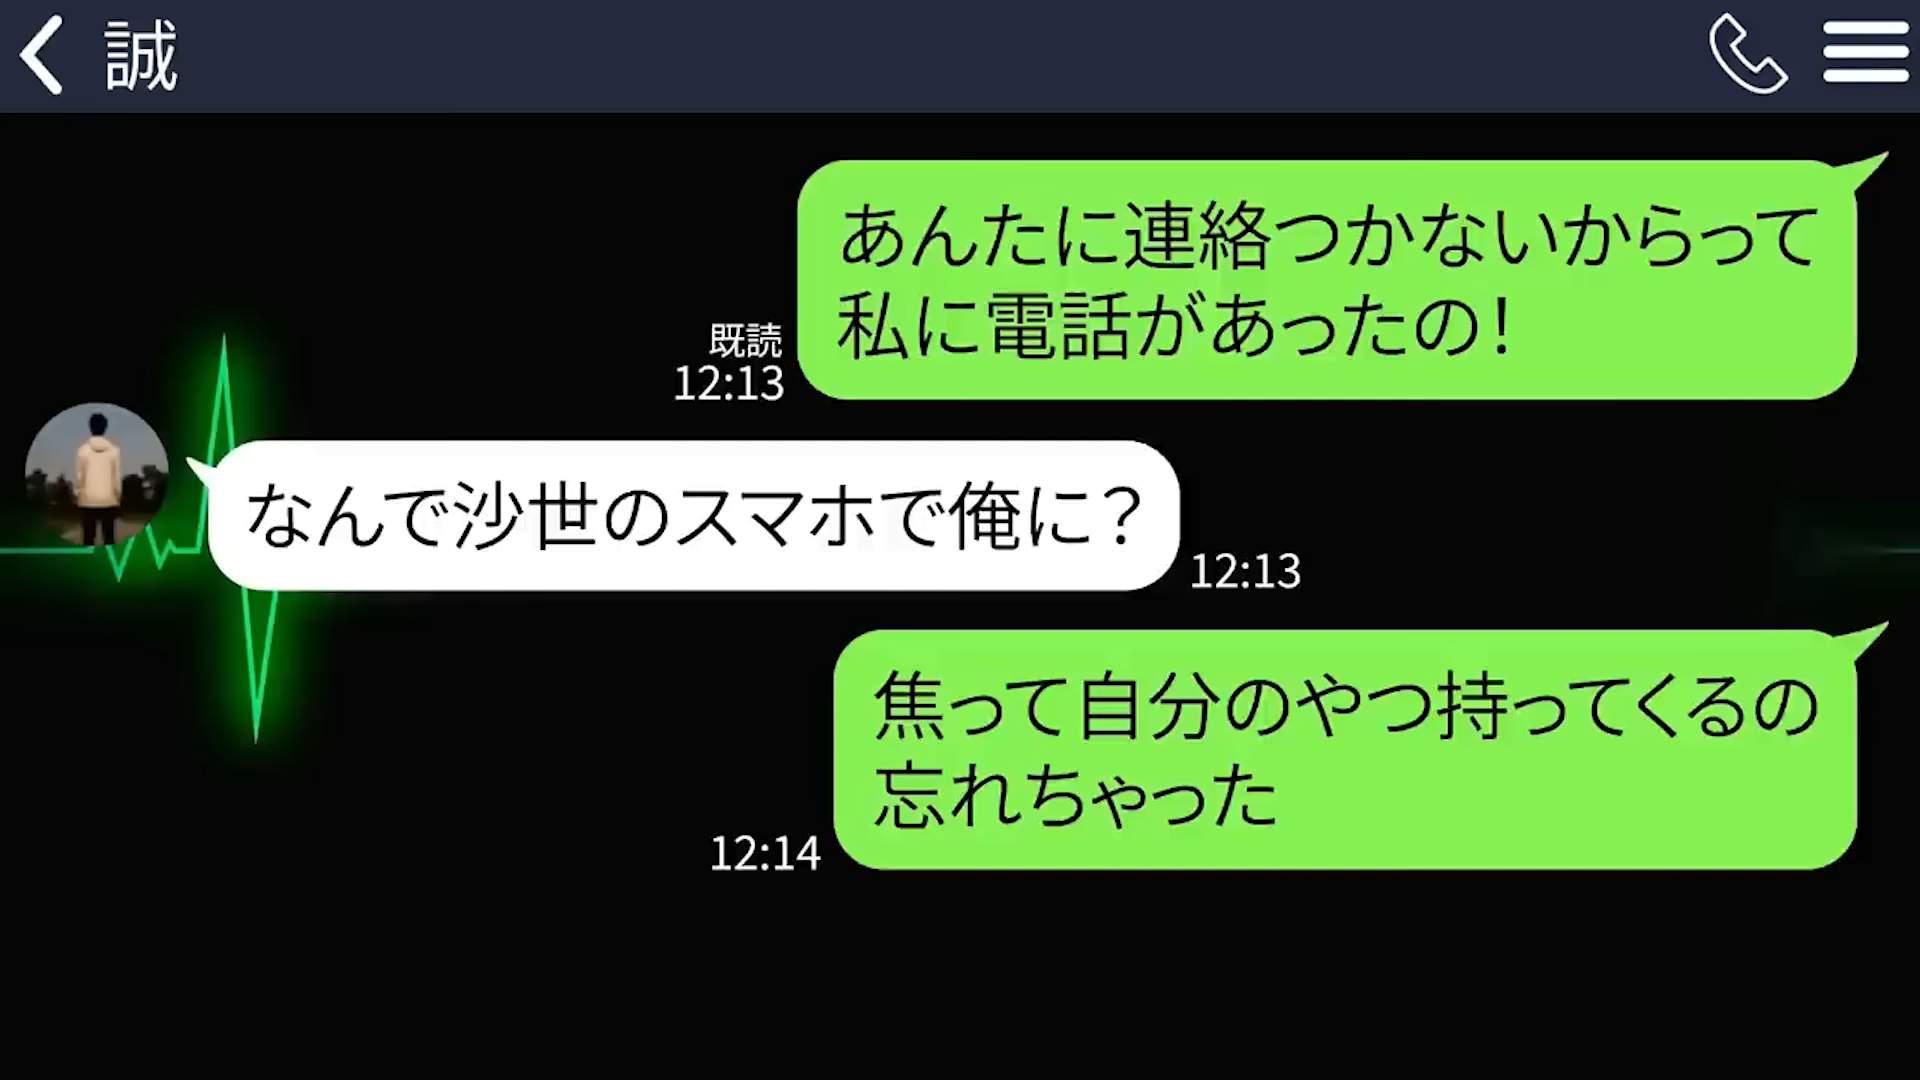 誠
あんたに連絡つかないからって
私に電話があったの！
既読
12:13
なんで沙世のスマホで俺に？
12:13
焦って自分のやつ持ってくるの
忘れちゃった
12:14